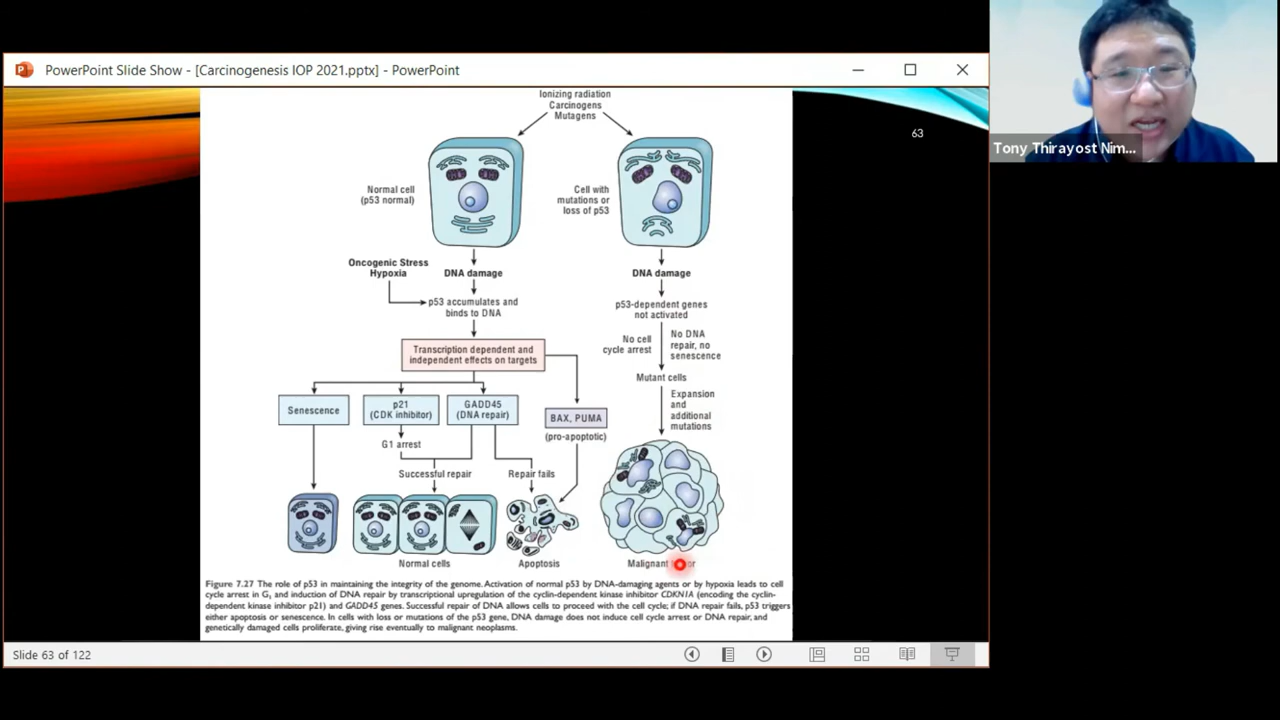 PowerPoint Slide Show - [Carcinogenesis IOP 2021.pptx] - PowerPoint
Tony Thirayost Nim...
63
Ionizing radiation
Carcinogens
Mutagens
Normal cell
(p53 normal)
Cell with
mutations or
loss of p53
Oncogenic Stress
Hypoxia
DNA damage
DNA damage
p53 accumulates and
binds to DNA
p53-dependent genes
not activated
No cell
cycle arrest
No DNA
repair, no
senescence
Transcription dependent and
independent effects on targets
Mutant cells
Expansion
and
additional
mutations
Senescence
p21
(CDK inhibitor)
GADD45
(DNA repair)
BAX, PUMA
(pro-apoptotic)
G1 arrest
Successful repair
Repair fails
Normal cells
Apoptosis
Malignant
Figure 7.27 The role of p53 in maintaining the integrity of the genome. Activation of normal p53 by DNA-damaging agents or by hypoxia leads to cell
cycle arrest in G₁ and induction of DNA repair by transcriptional upregulation of the cyclin-dependent kinase inhibitor CDKN1A (encoding the cyclin-
dependent kinase inhibitor p21) and GADD45 genes. Successful repair of DNA allows cells to proceed with the cell cycle; if DNA repair fails, p53 triggers
either apoptosis or senescence. In cells with loss or mutations of the p53 gene, DNA damage does not induce cell cycle arrest or DNA repair, and
genetically damaged cells proliferate, giving rise eventually to malignant neoplasms.
Slide 63 of 122